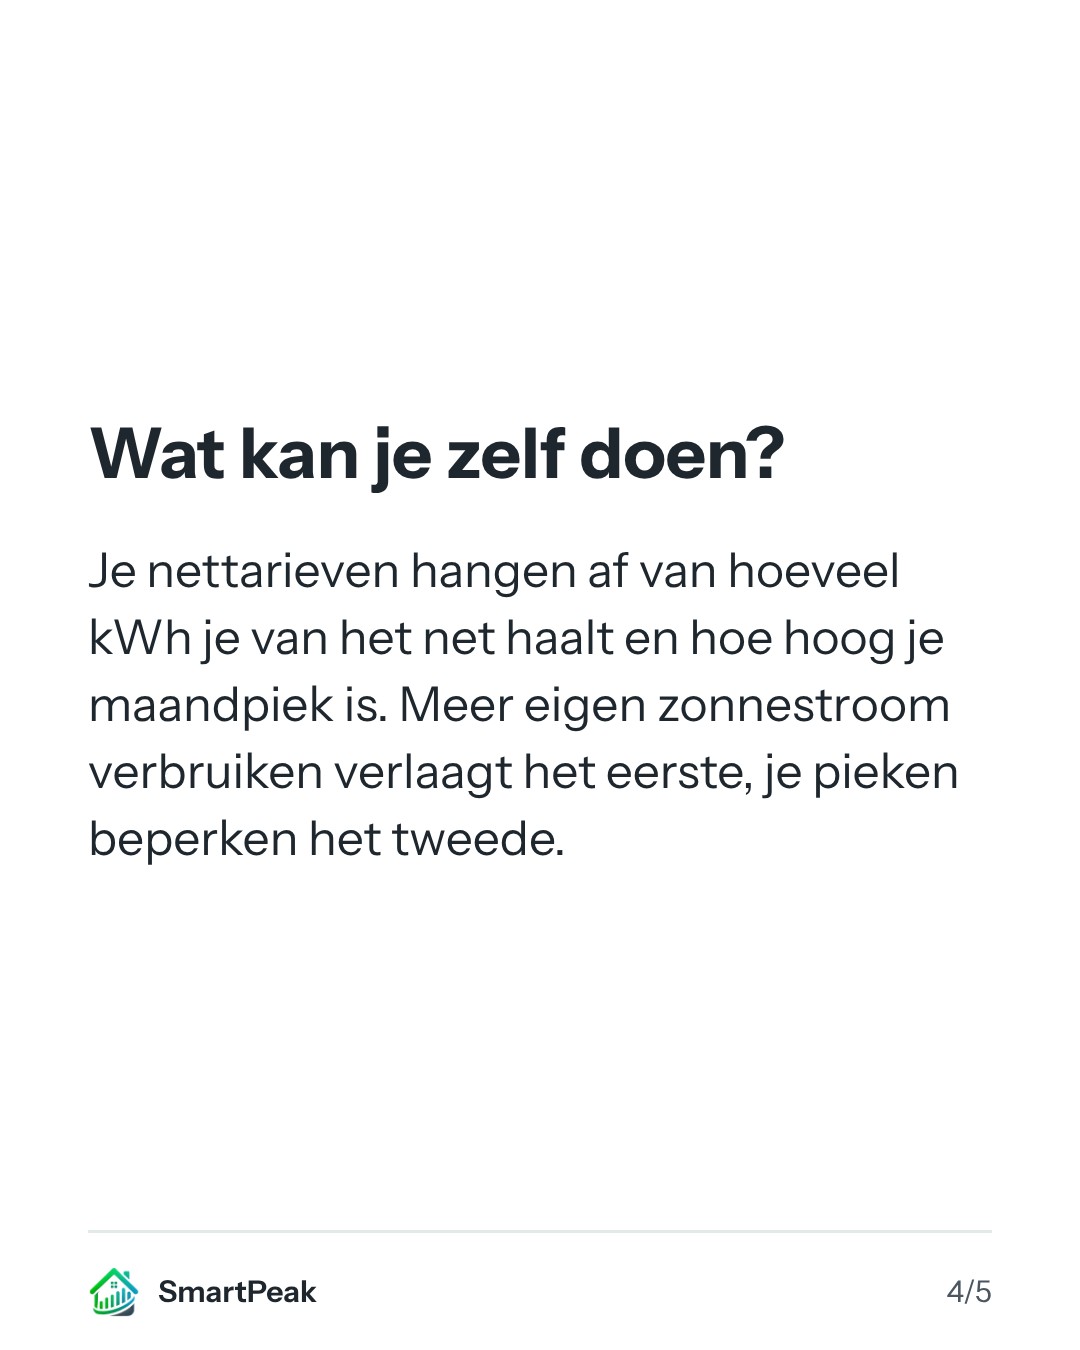 Wat kan je zelf doen?
Je nettarieven hangen af van hoeveel
kWh je van het net haalt en hoe hoog je
maandpiek is. Meer eigen zonnestroom
verbruiken verlaagt het eerste, je pieken
beperken het tweede.
SmartPeak
4/5